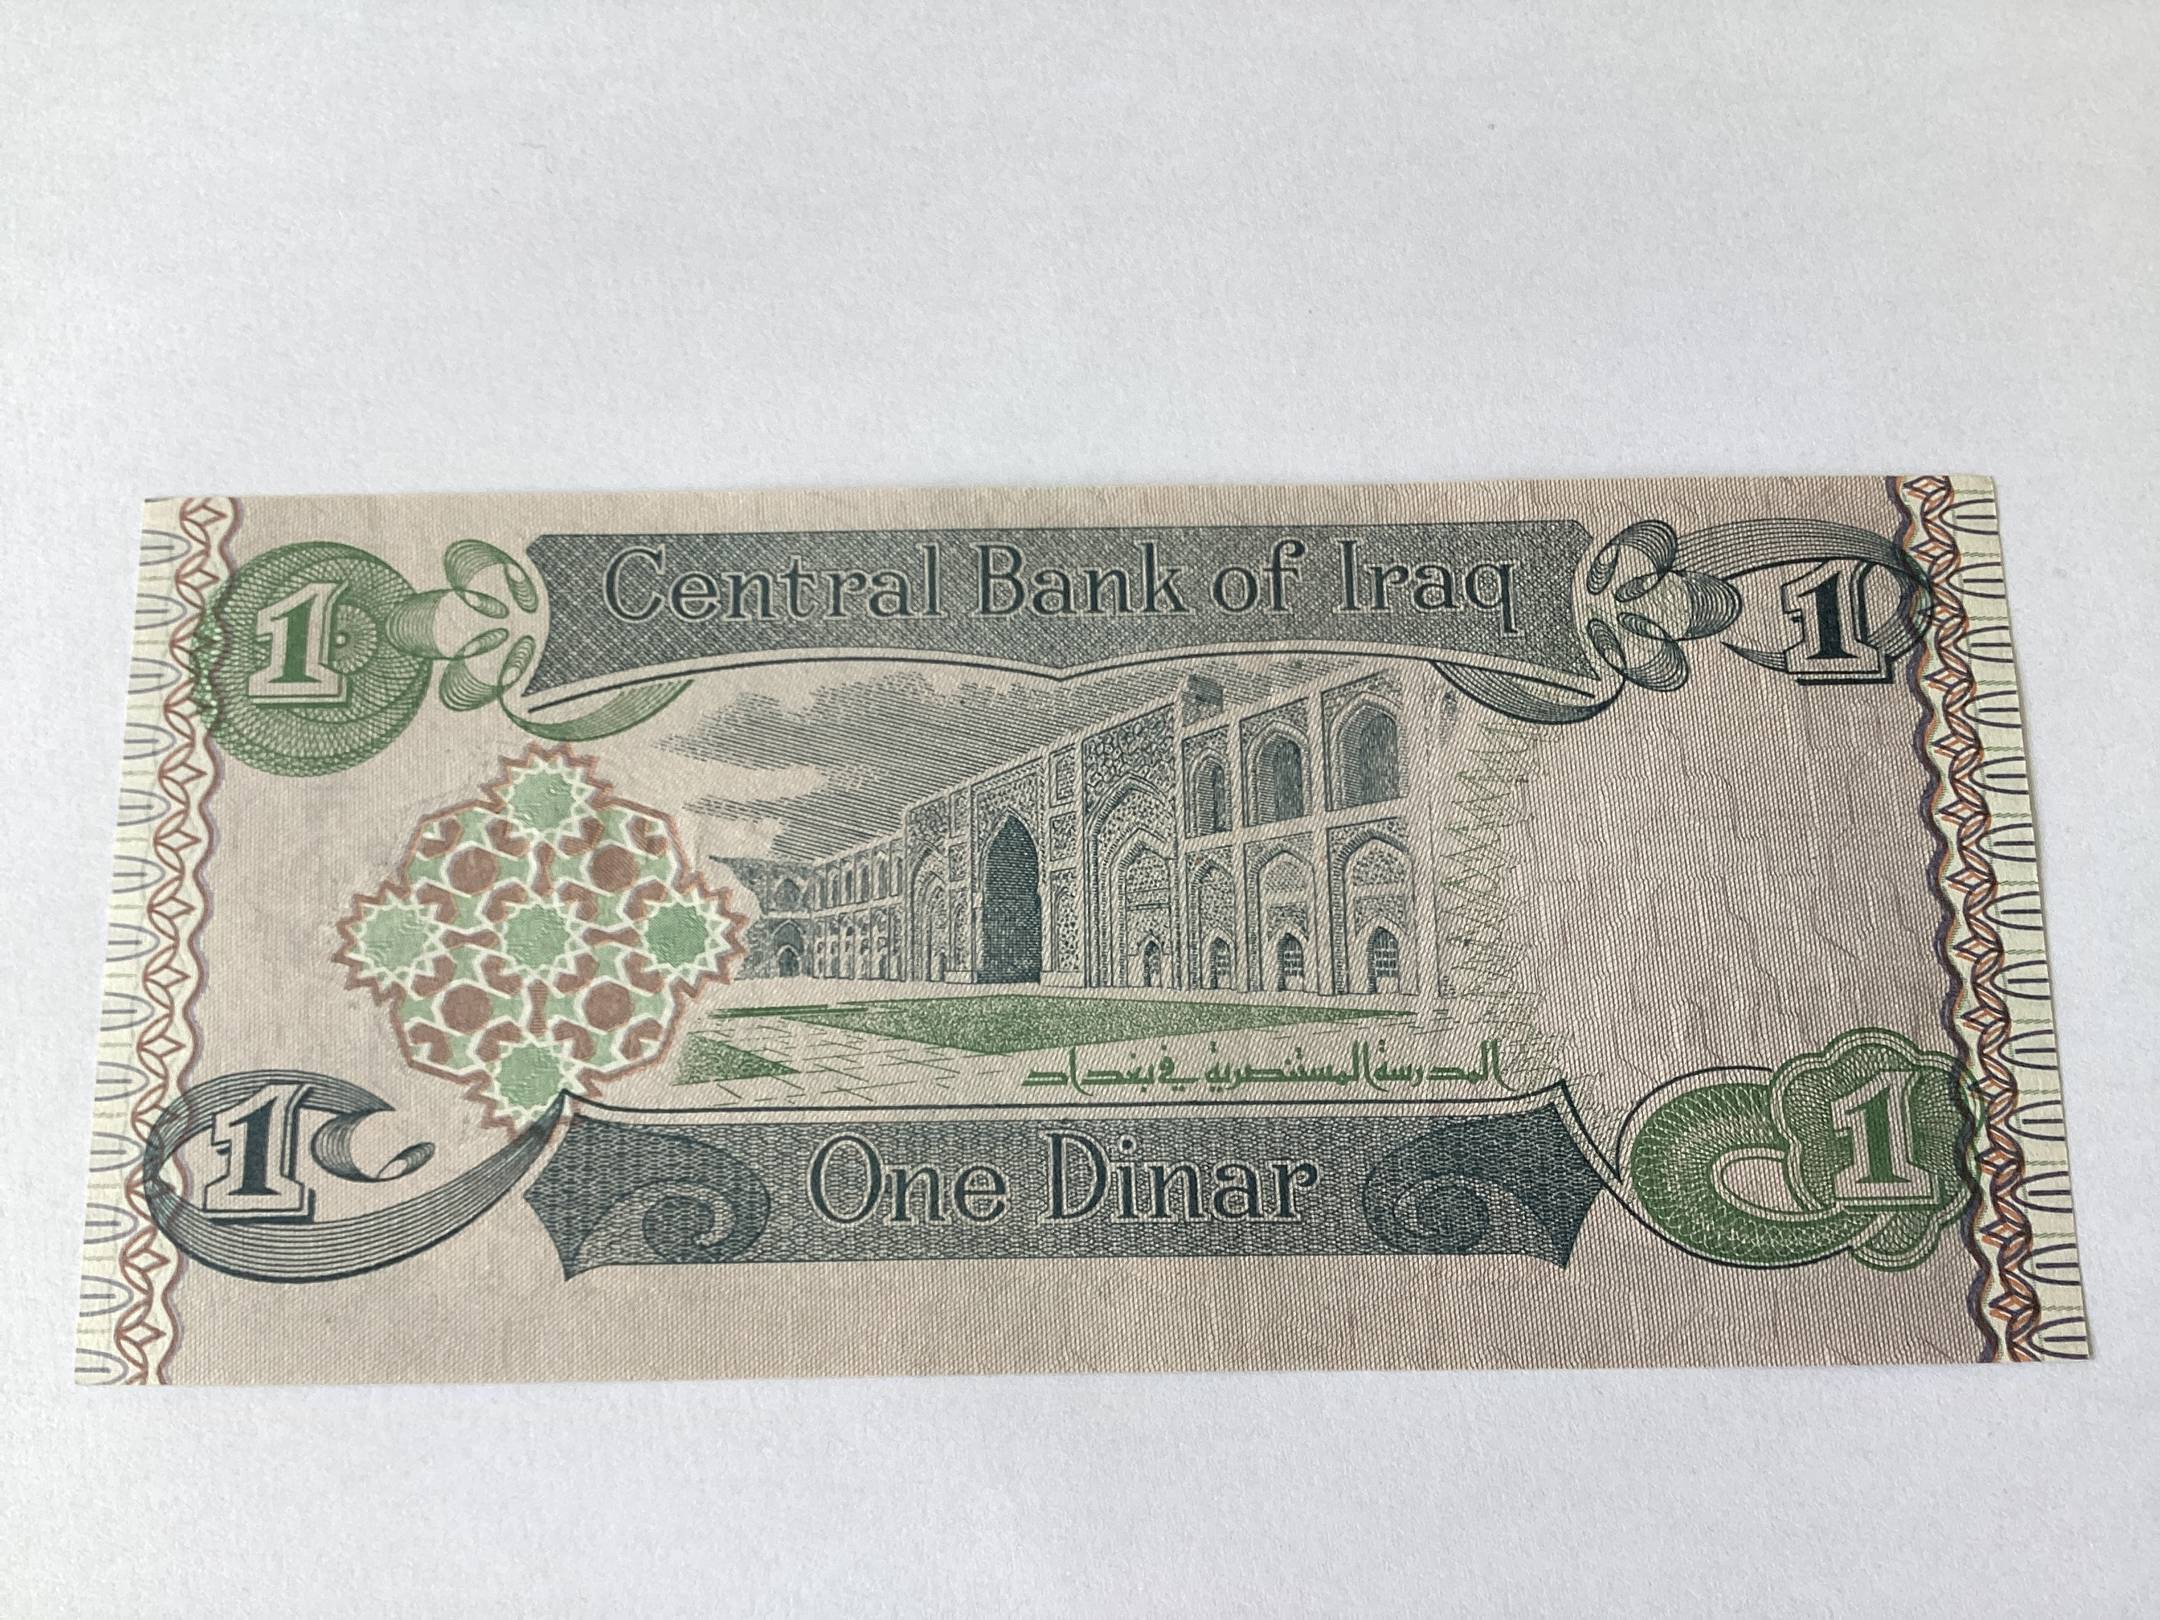 Central Bank of Iraq
1
1
المدرسة المستنصرية في بغداد
1
One Dinar
1